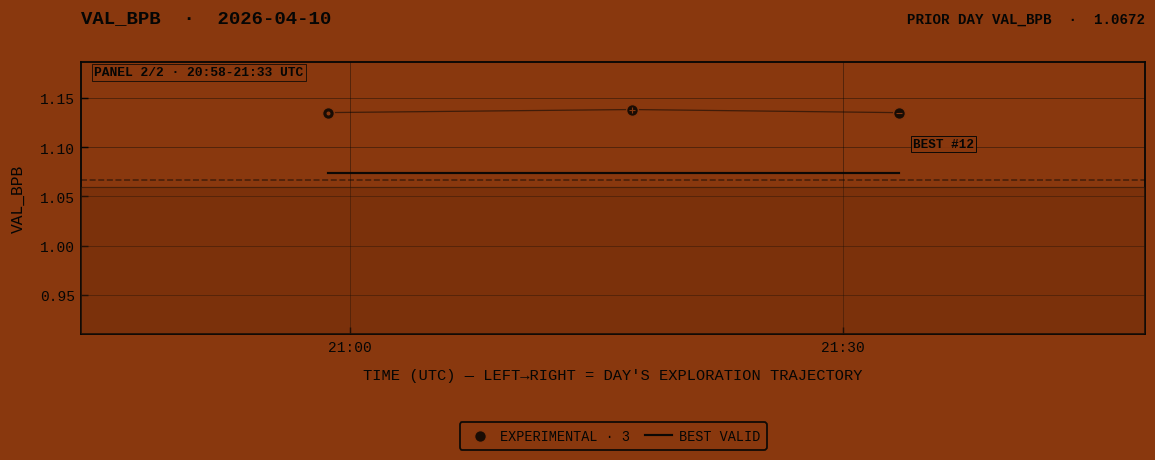 VAL_BPB · 2026-04-10
PRIOR DAY VAL_BPB · 1.0672
PANEL 2/2 · 20:58-21:33 UTC
1.15
1.10
1.05
1.00
0.95
VAL_BPB
BEST #12
21:00
21:30
TIME (UTC) — LEFT→RIGHT = DAY'S EXPLORATION TRAJECTORY
EXPERIMENTAL · 3
BEST VALID